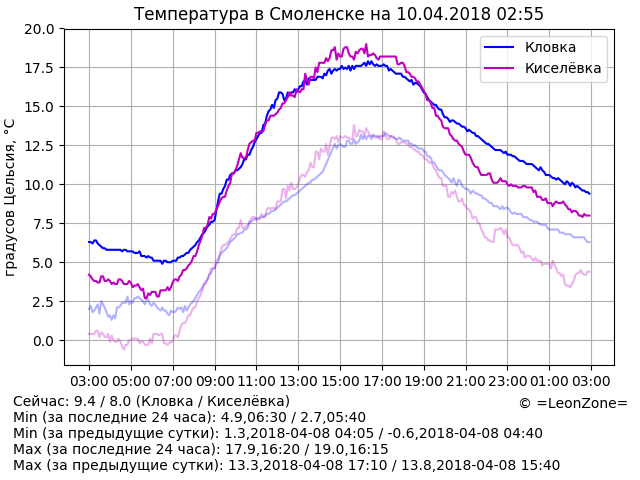 Температура в Смоленске на 10.04.2018 02:55
градусов Цельсия, °C
20.0
17.5
15.0
12.5
10.0
7.5
5.0
2.5
0.0
Кловка
Киселёвка
03:00 05:00 07:00 09:00 11:00 13:00 15:00 17:00 19:00 21:00 23:00 01:00 03:00
Сейчас: 9.4 / 8.0 (Кловка / Киселёвка)
© =LeonZone=
Min (за последние 24 часа): 4.9,06:30 / 2.7,05:40
Min (за предыдущие сутки): 1.3,2018-04-08 04:05 / -0.6,2018-04-08 04:40
Max (за последние 24 часа): 17.9,16:20 / 19.0,16:15
Max (за предыдущие сутки): 13.3,2018-04-08 17:10 / 13.8,2018-04-08 15:40